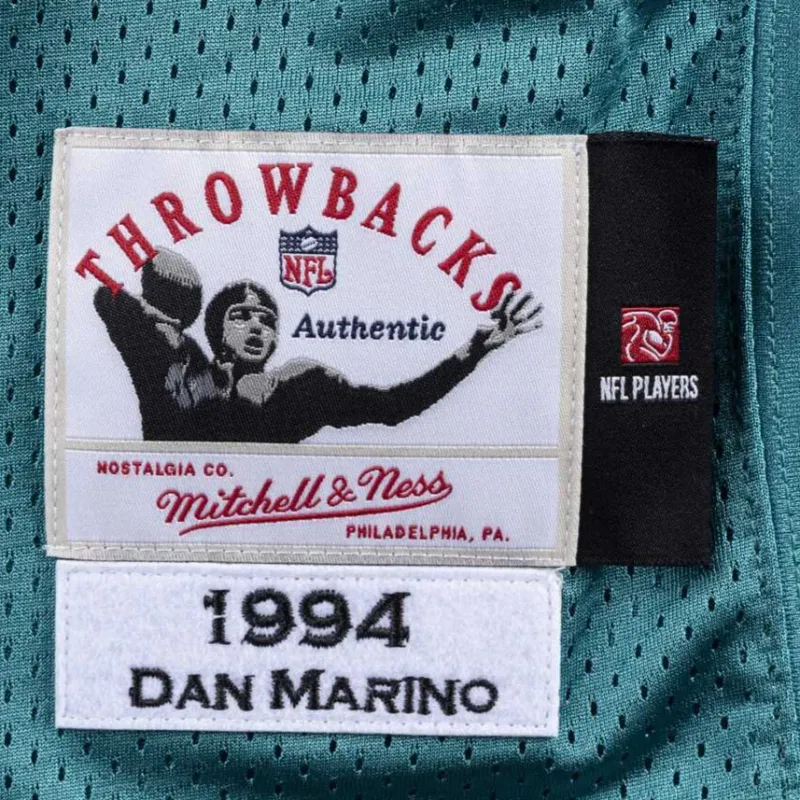 THROWBACKS
NFL
Authentic
NFL PLAYERS
NOSTALGIA CO.
Mitchell & Ness
PHILADELPHIA, PA.
1994
DAN MARINO